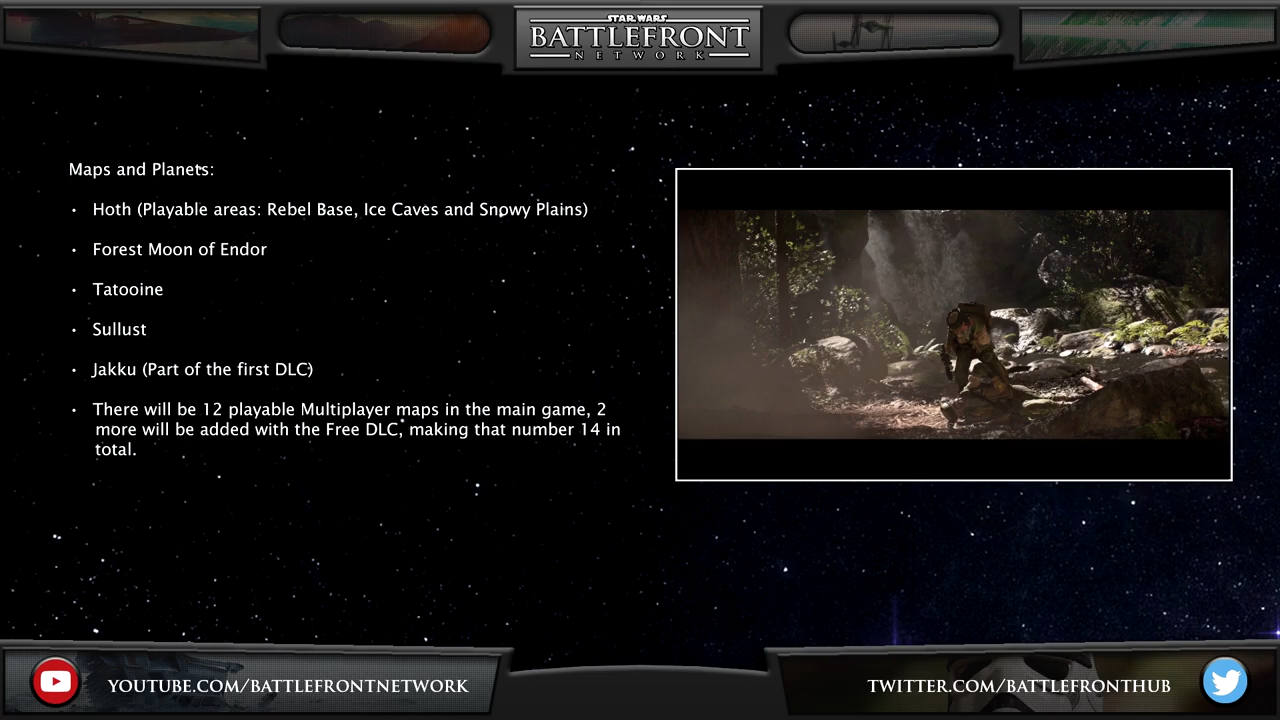 STAR WARS
BATTLEFRONT
NETWORK
Maps and Planets:
• Hoth (Playable areas: Rebel Base, Ice Caves and Snowy Plains)
• Forest Moon of Endor
• Tatooine
• Sullust
• Jakku (Part of the first DLC)
• There will be 12 playable Multiplayer maps in the main game, 2
more will be added with the Free DLC, making that number 14 in
total.
YOUTUBE.COM/BATTLEFRONTNETWORK
TWITTER.COM/BATTLEFRONTHUB